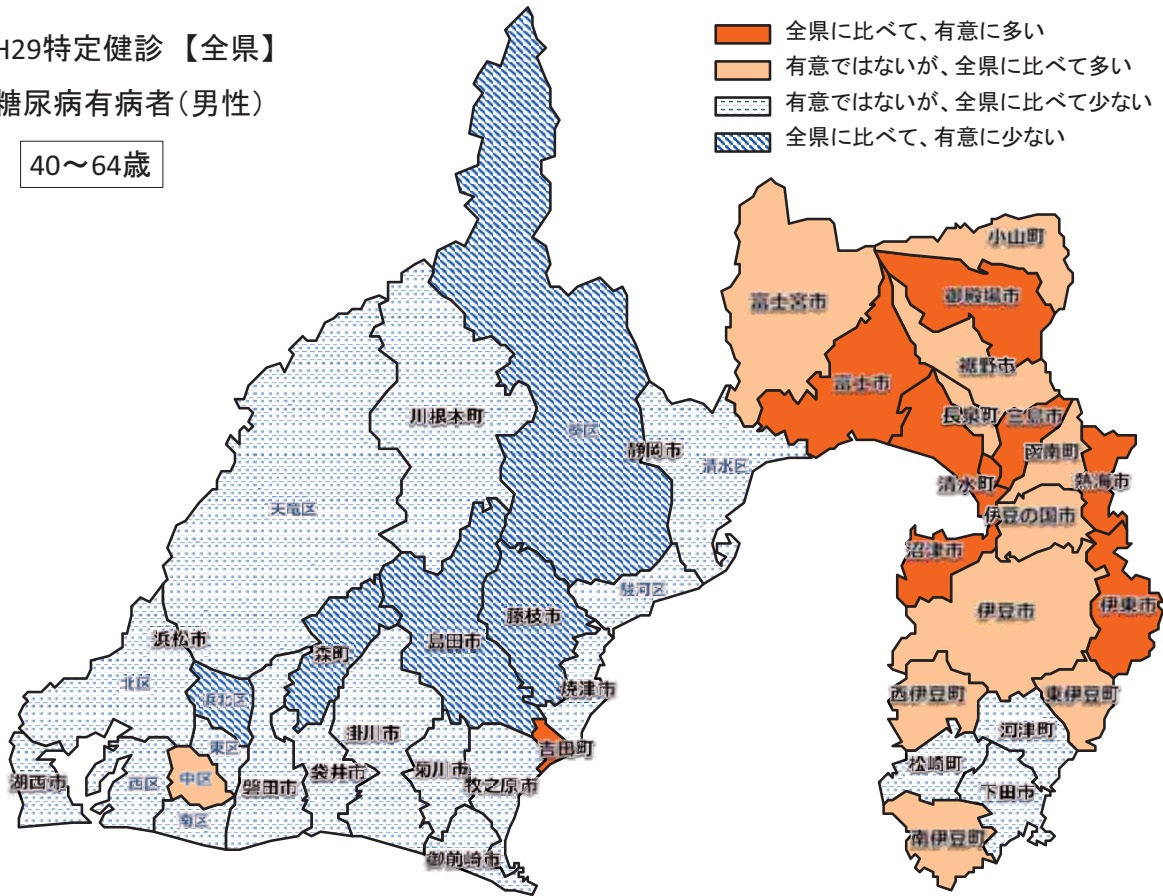 H29特定健診 【全県】
糖尿病有病者(男性)
40～64歳
全県に比べて、有意に多い
有意ではないが、全県に比べて多い
有意ではないが、全県に比べて少ない
全県に比べて、有意に少ない
小山町
御殿場市
富士宮市
裾野市
富士市
長泉町
三島市
川根本町
葵区
静岡市
清水区
函南町
清水町
熱海市
天竜区
伊豆の国市
沼津市
駿河区
藤枝市
伊豆市
伊東市
浜松市
森町
島田市
北区
浜北区
焼津市
西伊豆町
東伊豆町
河津町
掛川市
東区
吉田町
湖西市
西区
中区
磐田市
袋井市
菊川市
牧之原市
松崎町
下田市
南区
御前崎市
南伊豆町